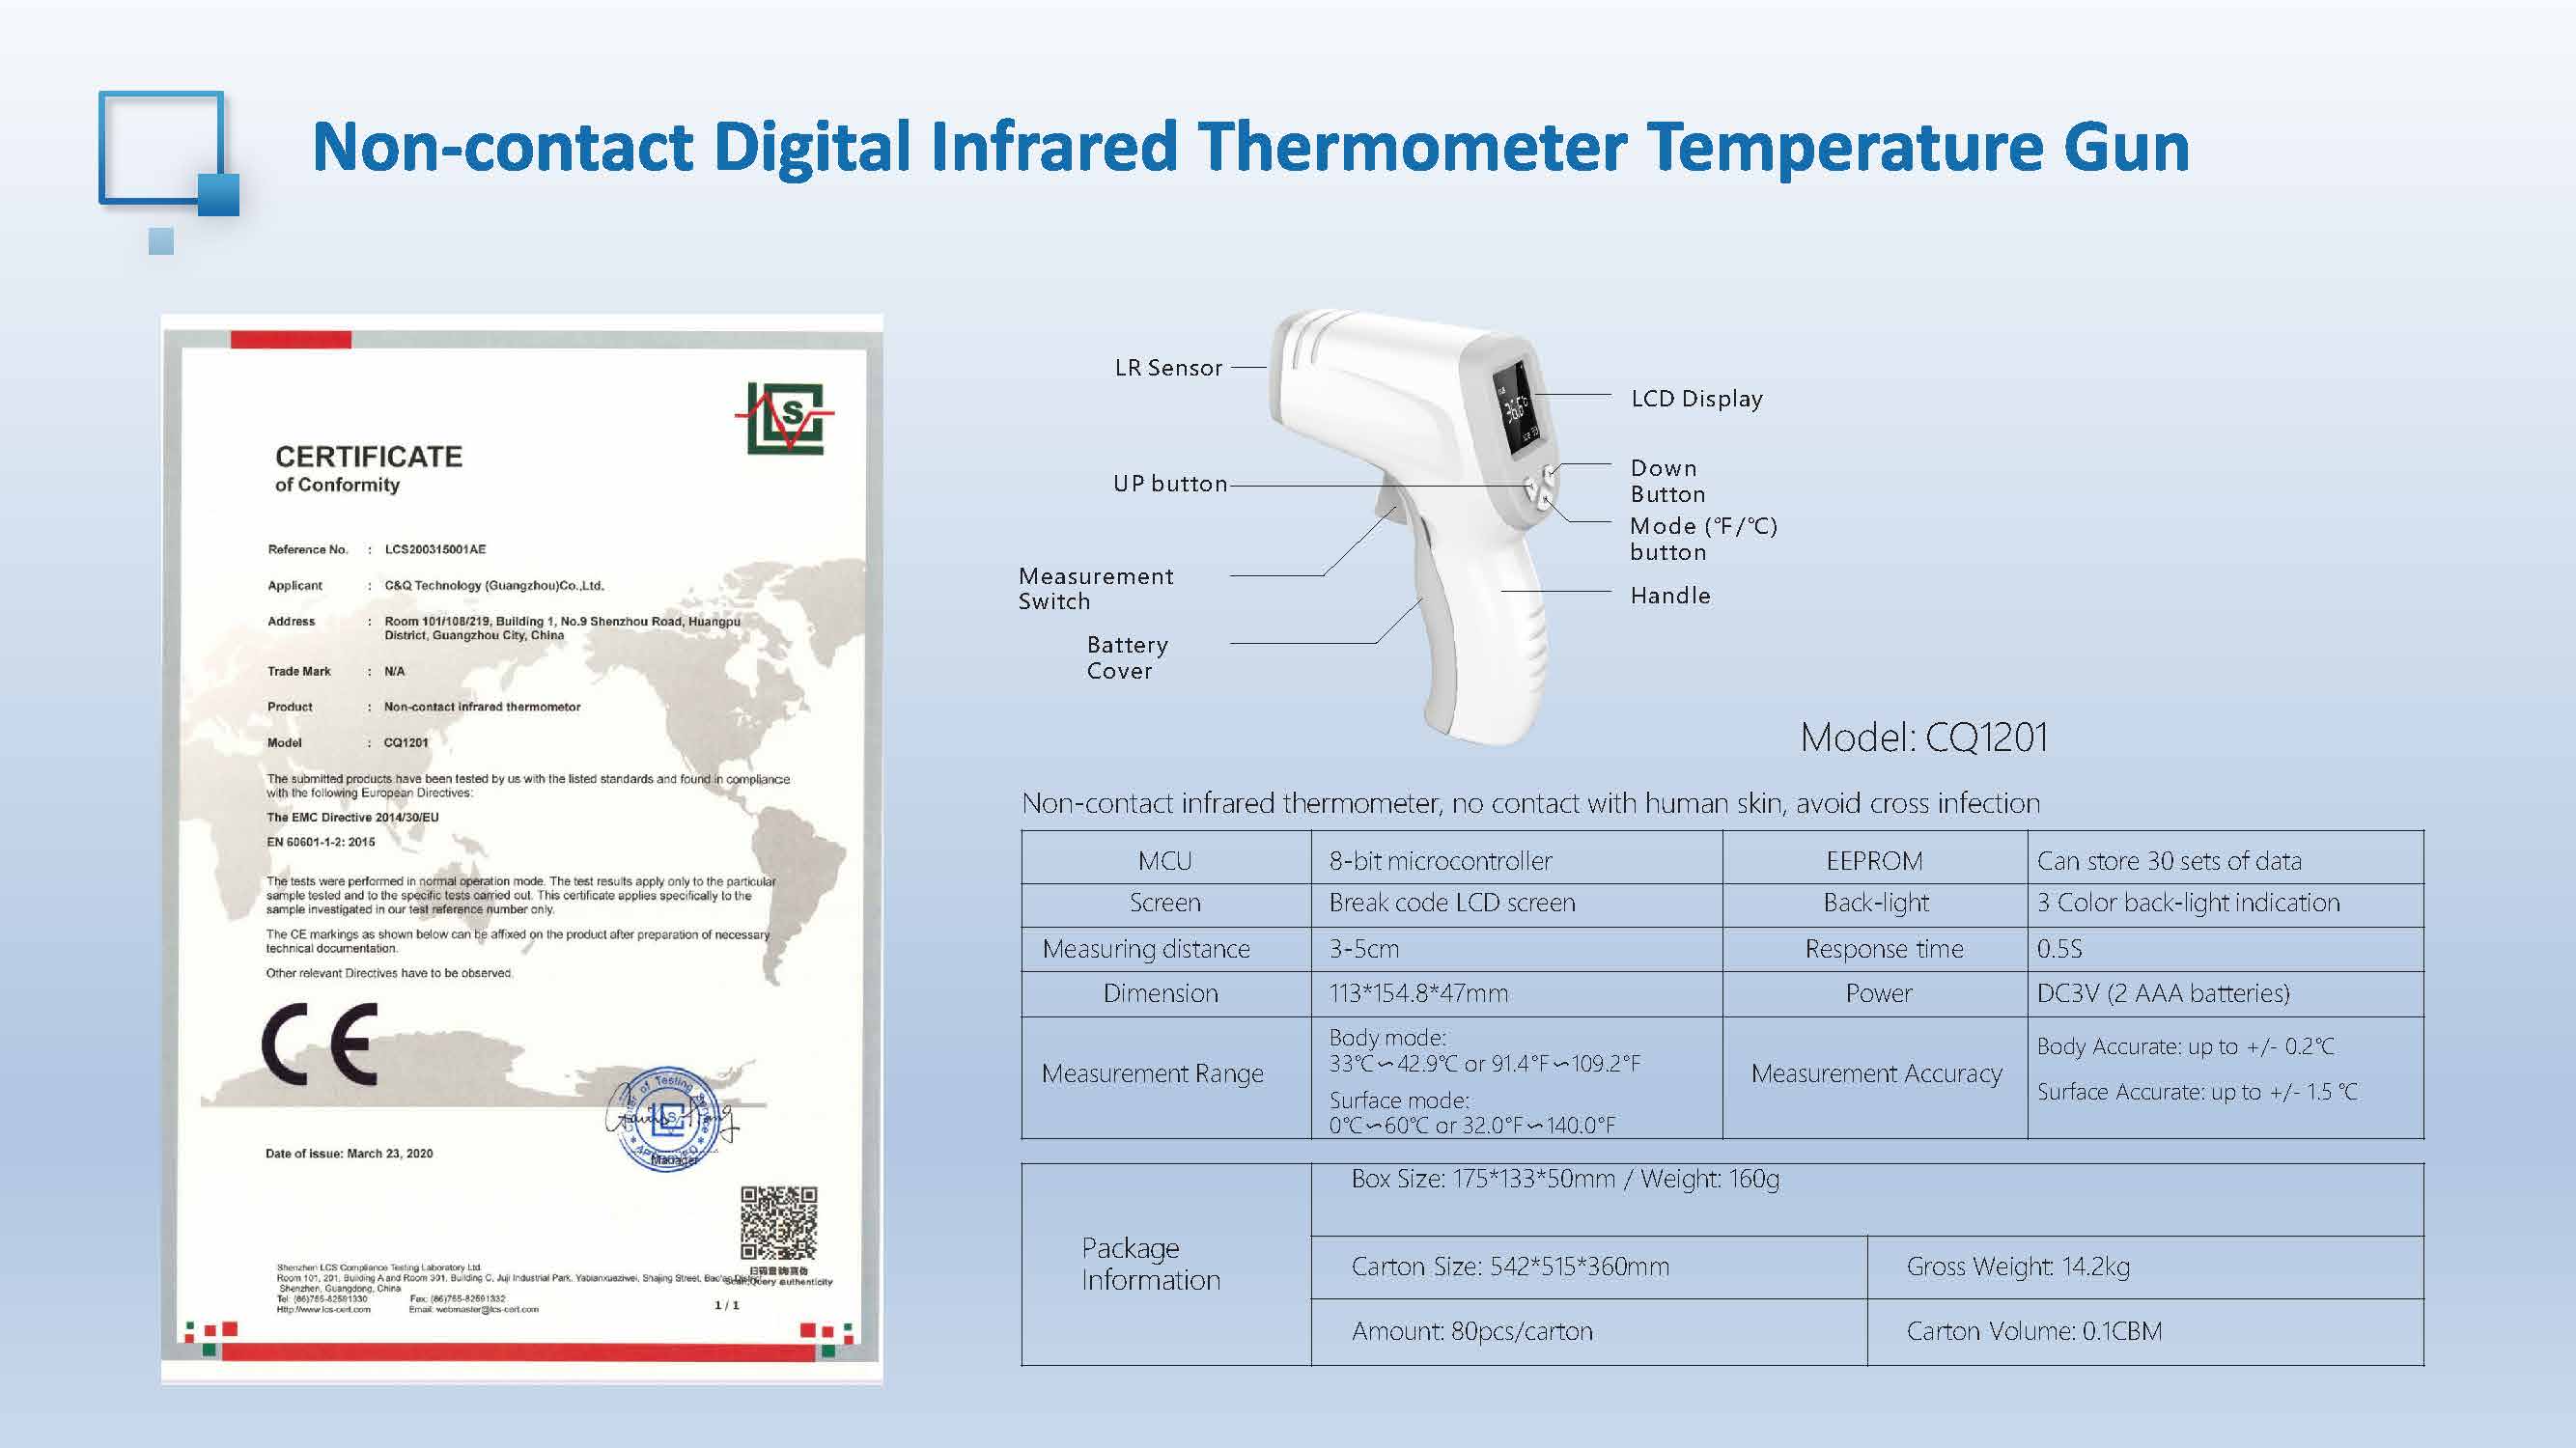 Non-contact Digital Infrared Thermometer Temperature Gun
CERTIFICATE
of Conformity
Reference No. : LCS200315001AE
Applicant : C&Q Technology (Guangzhou)Co.,Ltd.
Address : Room 101/108/219, Building 1, No.9 Shenzhou Road, Huangpu
District, Guangzhou City, China
Trade Mark : N/A
Product : Non-contact infrared thermometor
Model : CQ1201
The submitted products have been tested by us with the listed standards and found in compliance
with the following European Directives:
The EMC Directive 2014/30/EU
EN 60601-1-2: 2015
The tests were performed in normal operation mode. The test results apply only to the particular
sample tested and to the specific tests carried out. This certificate applies specifically to the
sample investigated in our test reference number only.
The CE markings as shown below can be affixed on the product after preparation of necessary
technical documentation.
Other relevant Directives have to be observed.
CE
Manager
Date of issue: March 23, 2020
扫码查询真伪
Shenzhen LCS Compliance Testing Laboratory Ltd.
Room 101, 201, Building A and Room 301, Building C, Juji Industrial Park, Yabianxueziwei, Shajing Street, Bao'an District,
Shenzhen, Guangdong, China
Tel: (86)755-82591330 Fax: (86)755-82591332
Http://www.lcs-cert.com Email: webmaster@lcs-cert.com
1 / 1
LR Sensor
LCD Display
UP button
Down
Button
Mode (℉/℃)
button
Measurement
Switch
Handle
Battery
Cover
Model: CQ1201
Non-contact infrared thermometer, no contact with human skin, avoid cross infection
MCU 8-bit microcontroller EEPROM Can store 30 sets of data
Screen Break code LCD screen Back-light 3 Color back-light indication
Measuring distance 3-5cm Response time 0.5S
Dimension 113*154.8*47mm Power DC3V (2 AAA batteries)
Measurement Range
Body mode:
33℃~42.9℃ or 91.4°F~109.2°F
Surface mode:
0℃~60℃ or 32.0°F~140.0°F
Measurement Accuracy
Body Accurate: up to +/- 0.2℃
Surface Accurate: up to +/- 1.5 ℃
Package
Information
Box Size: 175*133*50mm / Weight: 160g
Carton Size: 542*515*360mm Gross Weight: 14.2kg
Amount: 80pcs/carton Carton Volume: 0.1CBM